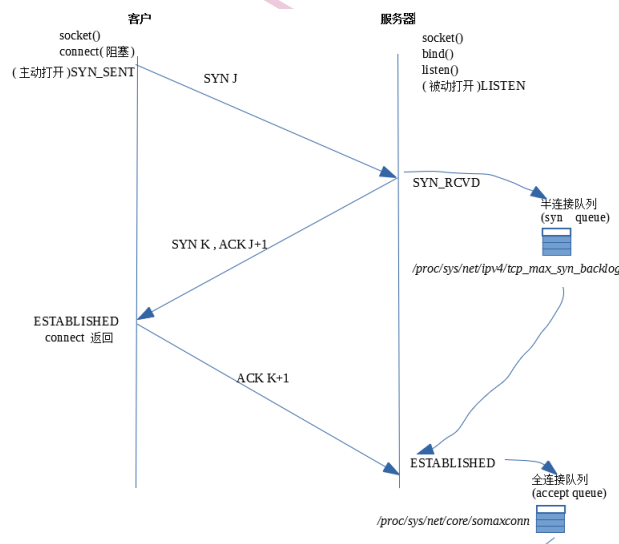 客户
服务器
socket()
connect( 阻塞 )
( 主动打开 )SYN_SENT
socket()
bind()
listen()
( 被动打开 )LISTEN
SYN J
SYN_RCVD
半连接队列
(syn queue)
/proc/sys/net/ipv4/tcp_max_syn_backlog
SYN K , ACK J+1
ESTABLISHED
connect 返回
ACK K+1
ESTABLISHED
全连接队列
(accept queue)
/proc/sys/net/core/somaxconn